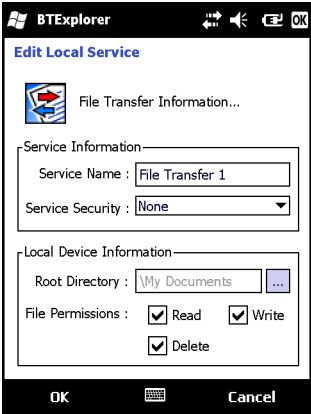 BTExplorer OK
Edit Local Service
File Transfer Information...
Service Information
Service Name : File Transfer 1
Service Security : None
Local Device Information
Root Directory : \My Documents ...
File Permissions : Read Write
Delete
OK Cancel